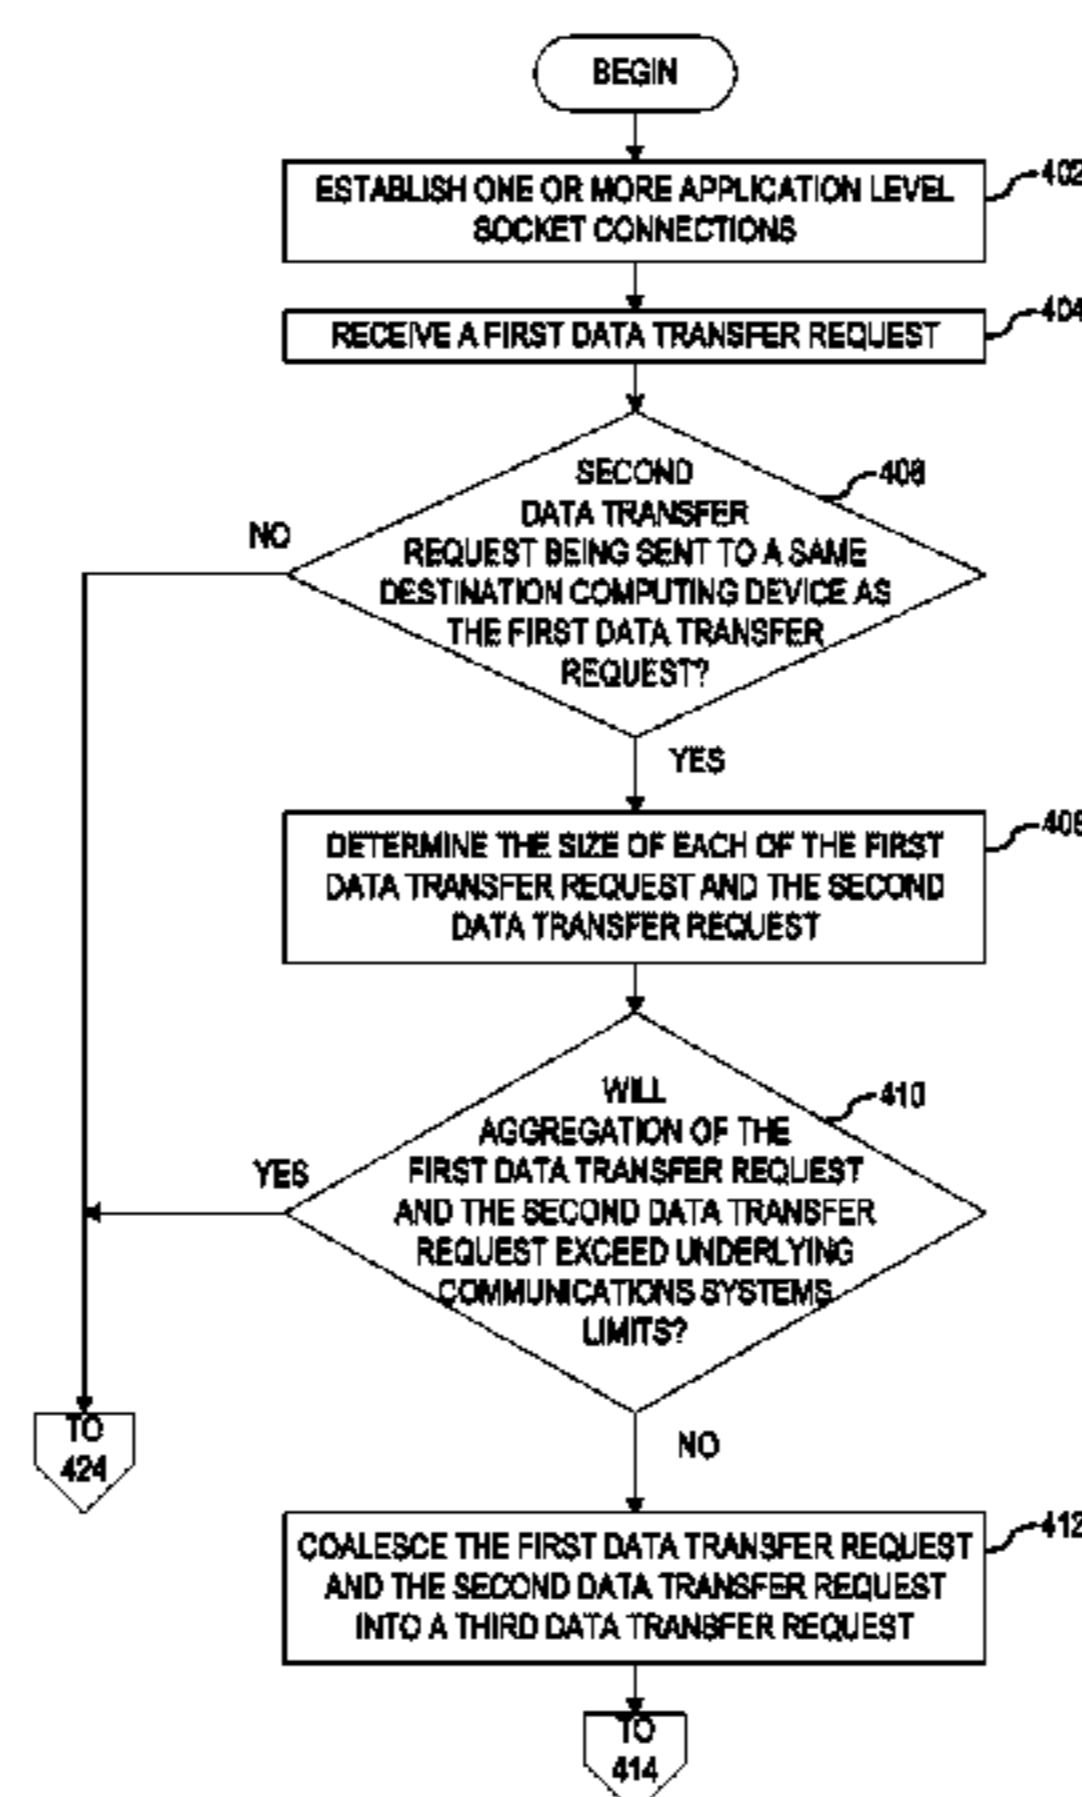 BEGIN
ESTABLISH ONE OR MORE APPLICATION LEVEL
SOCKET CONNECTIONS
402
RECEIVE A FIRST DATA TRANSFER REQUEST
404
SECOND
DATA TRANSFER
REQUEST BEING SENT TO A SAME
DESTINATION COMPUTING DEVICE AS
THE FIRST DATA TRANSFER
REQUEST?
NO
YES
DETERMINE THE SIZE OF EACH OF THE FIRST
DATA TRANSFER REQUEST AND THE SECOND
DATA TRANSFER REQUEST
WILL
AGGREGATION OF THE
FIRST DATA TRANSFER REQUEST
AND THE SECOND DATA TRANSFER
REQUEST EXCEED UNDERLYING
COMMUNICATIONS SYSTEMS
LIMITS?
410
YES
NO
TO
424
COALESCE THE FIRST DATA TRANSFER REQUEST
AND THE SECOND DATA TRANSFER REQUEST
INTO A THIRD DATA TRANSFER REQUEST
412
TO
414